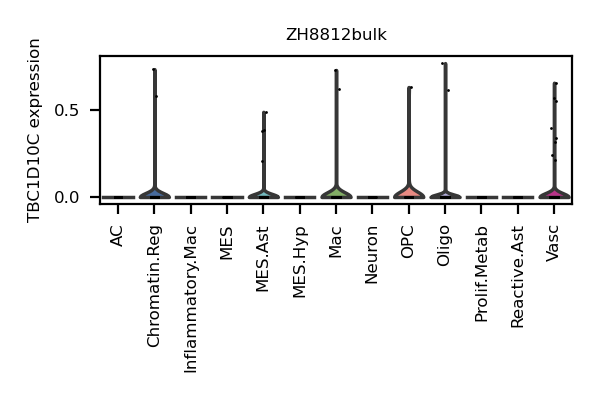 ZH8812bulk
TBC1D10C expression
0.5
0.0
AC
Chromatin.Reg
Inflammatory.Mac
MES
MES.Ast
MES.Hyp
Mac
Neuron
OPC
Oligo
Prolif.Metab
Reactive.Ast
Vasc